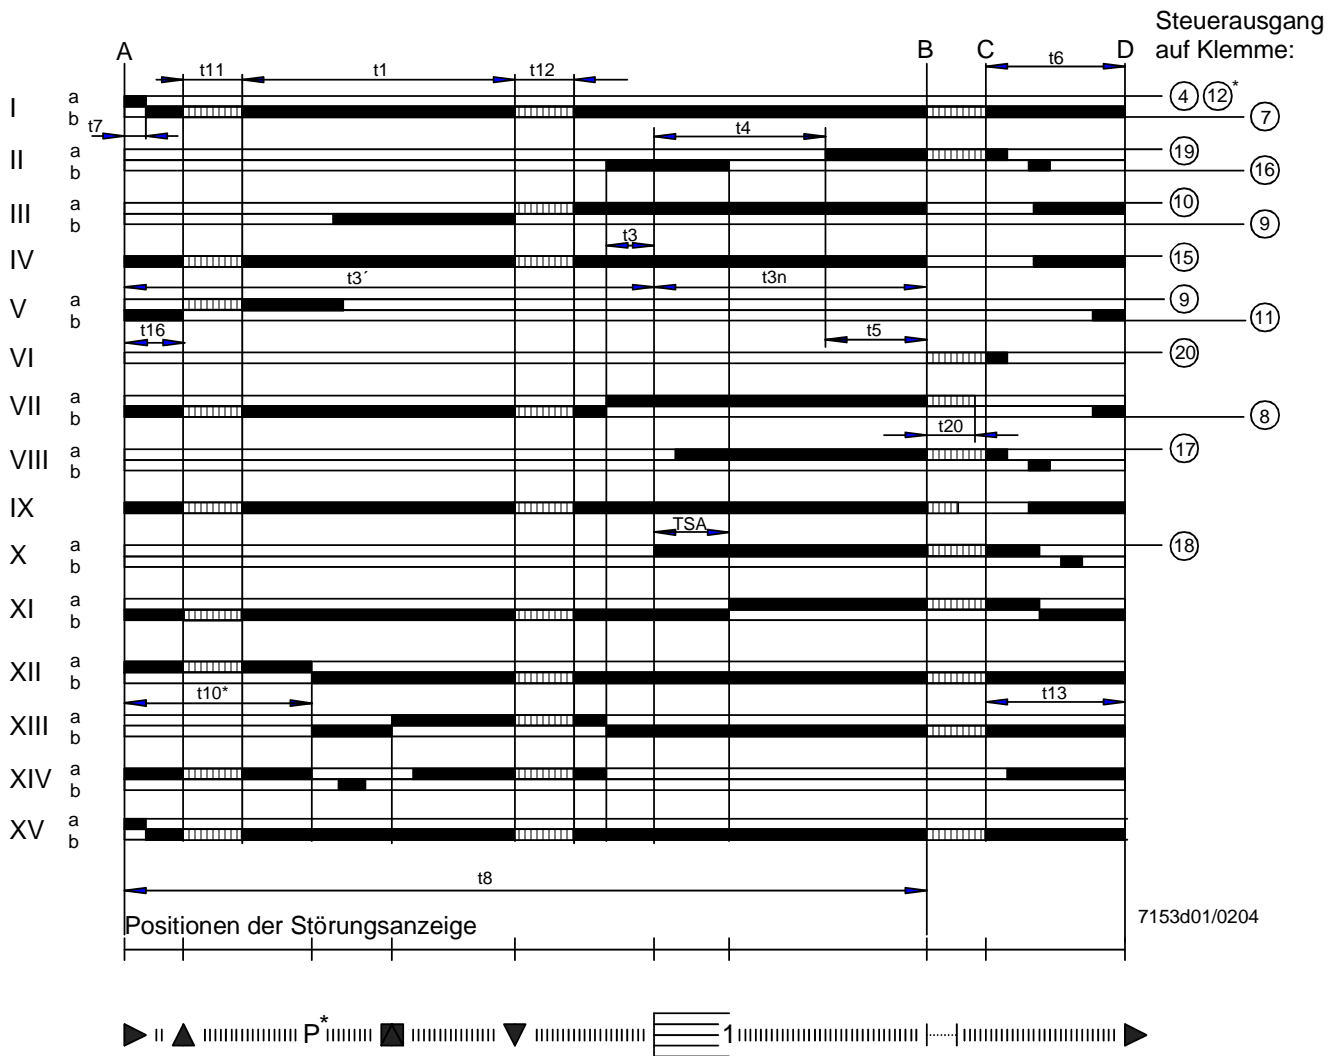 Steuerausgang
auf Klemme:
A B C D
t11 t1 t12 t6
I a b 4 12* 7
t7 t4
II a b 19 16
III a b 10 9
t3
IV 15
t3´ t3n
V a b 9 11
t16 t5
VI 20
VII a b 8
t20
VIII a b 17
IX
TSA
X a b 18
XI a b
XII a b
t10* t13
XIII a b
XIV a b
XV a b
t8
Positionen der Störungsanzeige
7153d01/0204
P* 1